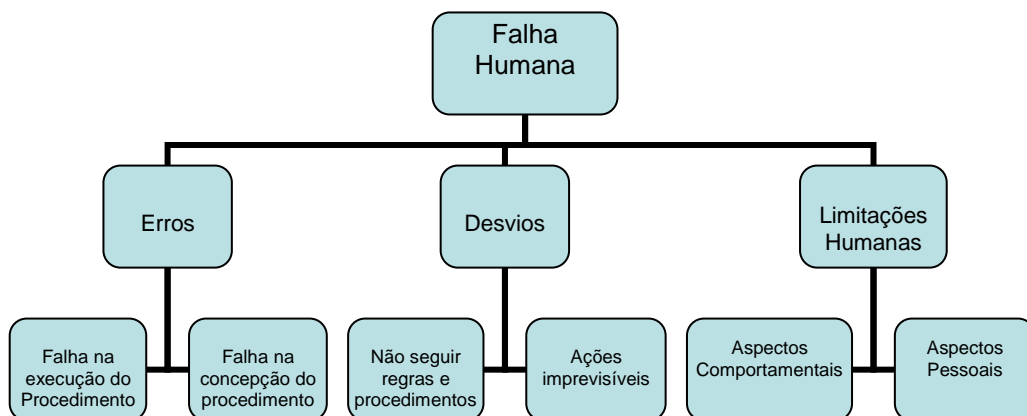 Falha
Humana
Erros
Desvios
Limitações
Humanas
Falha na
execução do
Procedimento
Falha na
concepção do
procedimento
Não seguir
regras e
procedimentos
Ações
imprevisíveis
Aspectos
Comportamentais
Aspectos
Pessoais